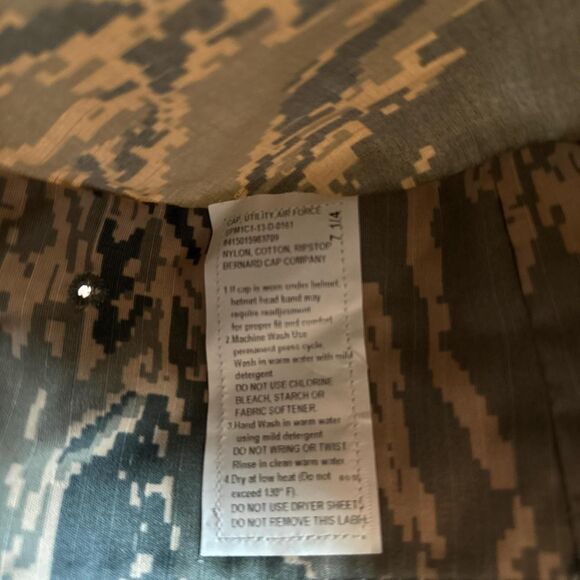 CAP, UTILITY, AIR FORCE
SPM1C1-13-D-0161
7 1/4
NYLON, COTTON, RIPSTOP
BERNARD CAP COMPANY
1.If cap is worn under helmet,
helmet head band may
require readjustment
for proper fit and comfort.
2.Machine Wash Use
permanent press cycle.
Wash in warm water with mild
detergent
DO NOT USE CHLORINE
BLEACH, STARCH OR
FABRIC SOFTENER.
3.Hand Wash in warm water
using mild detergent
DO NOT WRING OR TWIST
Rinse in clean warm water
4.Dry at low heat (Do not
exceed 130° F).
DO NOT USE DRYER SHEET
DO NOT REMOVE THIS LABEL